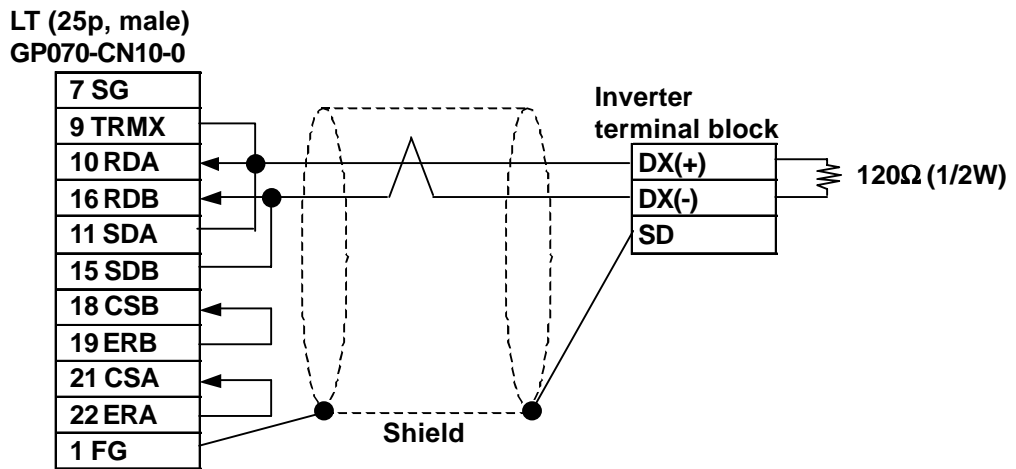 LT (25p, male)
GP070-CN10-0
7 SG
9 TRMX
10 RDA
16 RDB
11 SDA
15 SDB
18 CSB
19 ERB
21 CSA
22 ERA
1 FG
Shield
Inverter
terminal block
DX(+)
DX(-)
SD
120Ω (1/2W)